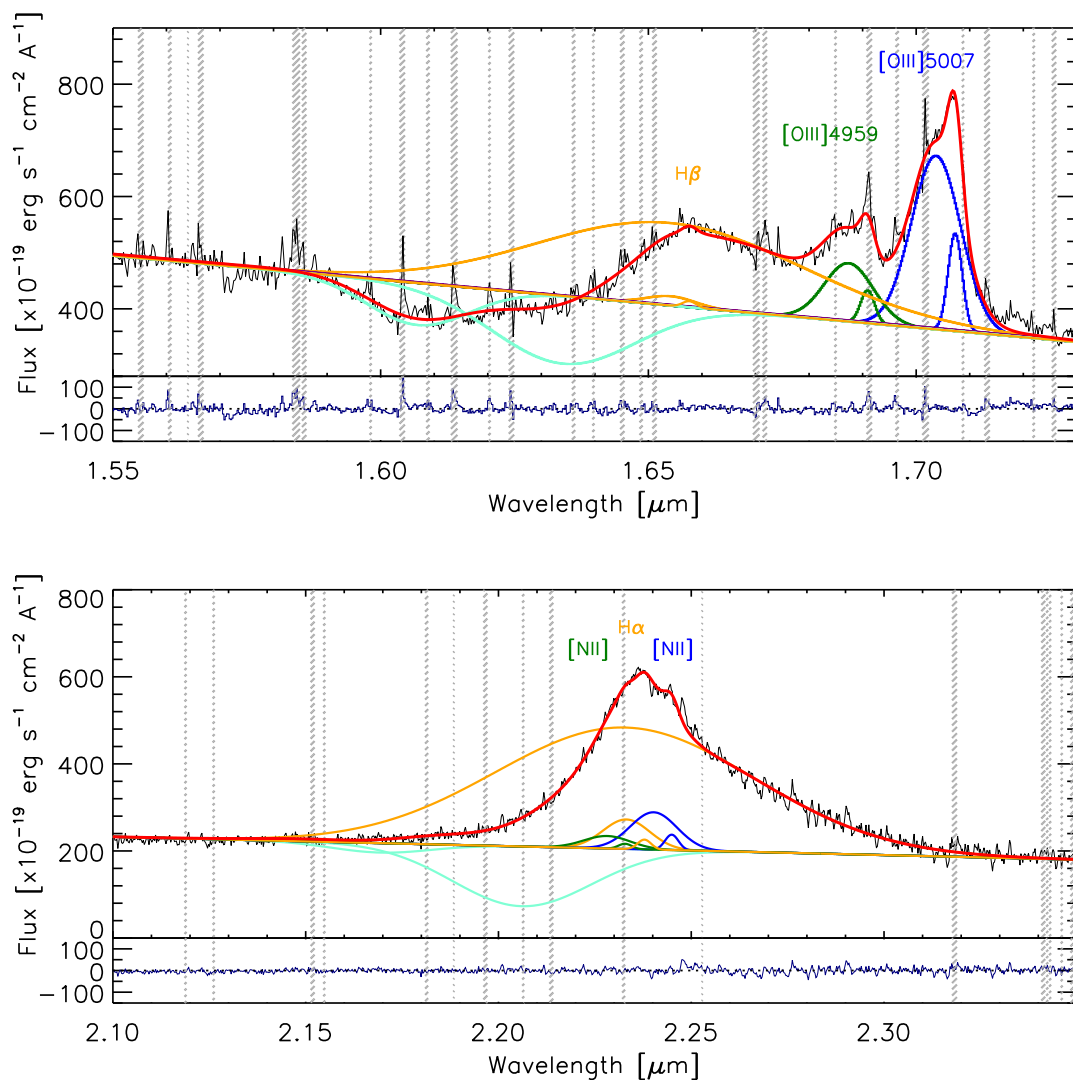 [OIII]5007
[OIII]4959
Hβ
800
600
400
Flux [x10⁻¹⁹ erg s⁻¹ cm⁻² A⁻¹]
100
0
−100
1.55 1.60 1.65 1.70
Wavelength [μm]
Hα
[NII] [NII]
800
600
400
200
0
Flux [x10⁻¹⁹ erg s⁻¹ cm⁻² A⁻¹]
100
0
−100
2.10 2.15 2.20 2.25 2.30
Wavelength [μm]